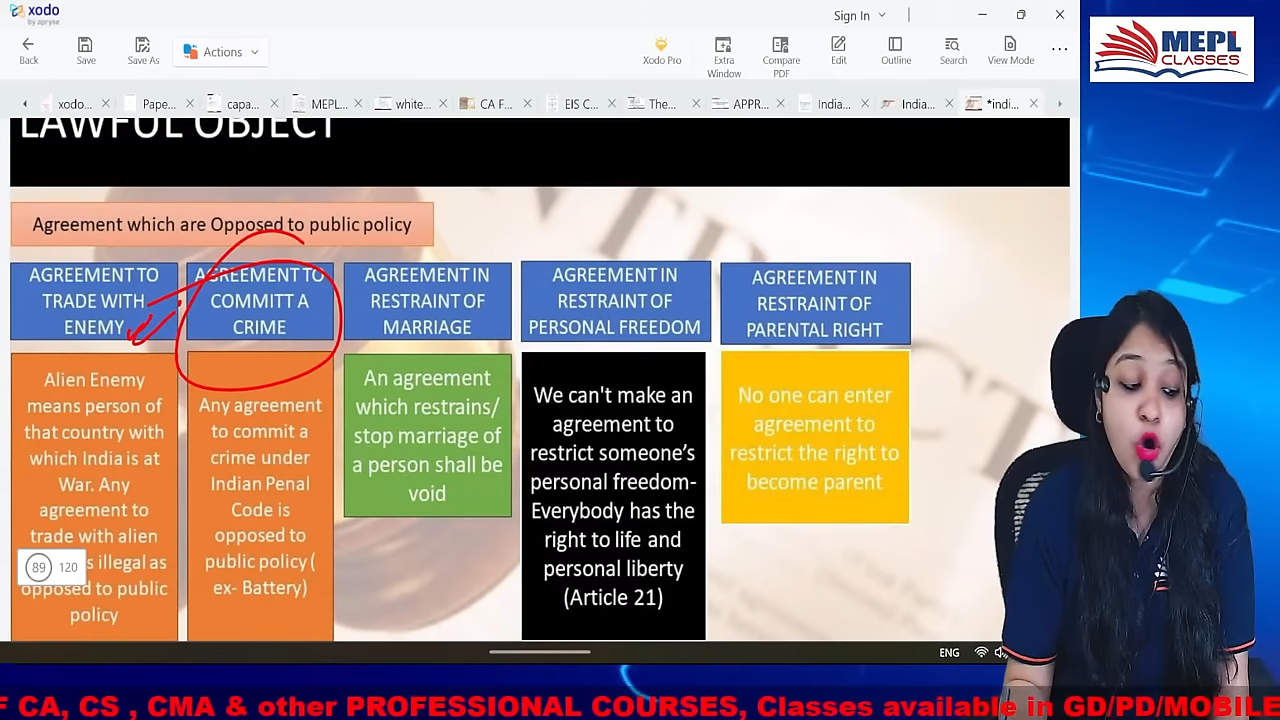 xodo
by apryse
Sign In
Back
Save
Save As
Actions
Xodo Pro
Extra Window
Compare PDF
Edit
Outline
Search
View Mode
xodo...
Pape...
capa...
MEPL...
white...
CA F...
EIS C...
The...
APPR...
India...
India...
*indi...
MEPL
CLASSES
LAWFUL OBJECT
Agreement which are Opposed to public policy
AGREEMENT TO
TRADE WITH
ENEMY
Alien Enemy
means person of
that country with
which India is at
War. Any
agreement to
trade with alien
s illegal as
opposed to public
policy
AGREEMENT TO
COMMITT A
CRIME
Any agreement
to commit a
crime under
Indian Penal
Code is
opposed to
public policy (
ex- Battery)
AGREEMENT IN
RESTRAINT OF
MARRIAGE
An agreement
which restrains/
stop marriage of
a person shall be
void
AGREEMENT IN
RESTRAINT OF
PERSONAL FREEDOM
We can't make an
agreement to
restrict someone’s
personal freedom-
Everybody has the
right to life and
personal liberty
(Article 21)
AGREEMENT IN
RESTRAINT OF
PARENTAL RIGHT
No one can enter
agreement to
restrict the right to
become parent
89 120
ENG
F CA, CS , CMA & other PROFESSIONAL COURSES, Classes available in GD/PD/MOBILE